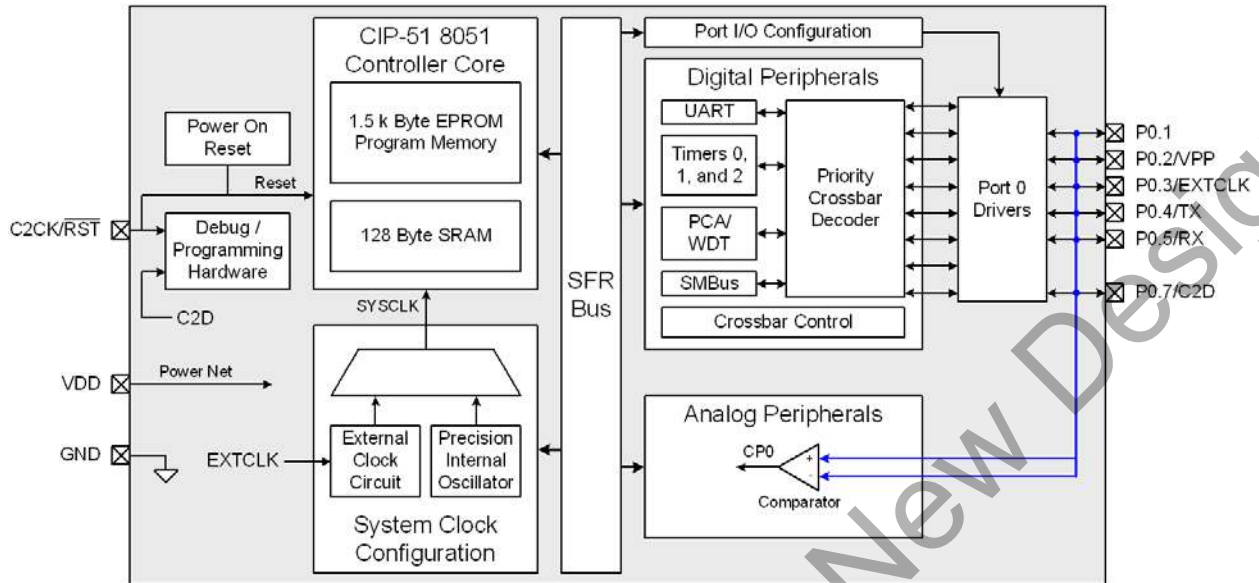 CIP-51 8051
Controller Core
1.5 k Byte EPROM
Program Memory
128 Byte SRAM
Power On
Reset
Reset
C2CK/RST
Debug /
Programming
Hardware
C2D
VDD
Power Net
GND
SYSCLK
EXTCLK
External
Clock
Circuit
Precision
Internal
Oscillator
System Clock
Configuration
SFR
Bus
Port I/O Configuration
Digital Peripherals
UART
Timers 0,
1, and 2
PCA/
WDT
SMBus
Priority
Crossbar
Decoder
Crossbar Control
Port 0
Drivers
P0.1
P0.2/VPP
P0.3/EXTCLK
P0.4/TX
P0.5/RX
P0.7/C2D
Analog Peripherals
CP0
+
-
Comparator
New Desig